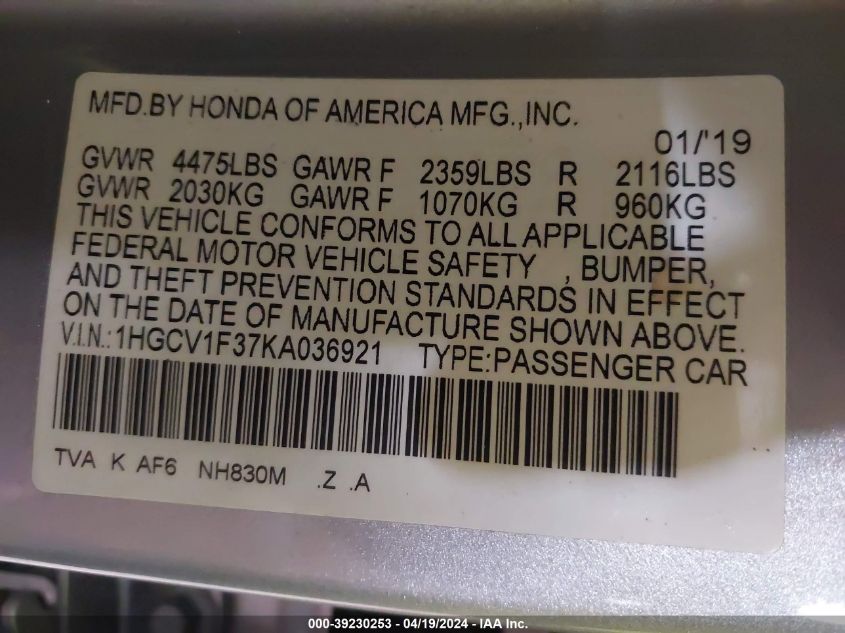 MFD.BY HONDA OF AMERICA MFG.,INC.
01/'19
GVWR 4475LBS GAWR F 2359LBS R 2116LBS
GVWR 2030KG GAWR F 1070KG R 960KG
THIS VEHICLE CONFORMS TO ALL APPLICABLE
FEDERAL MOTOR VEHICLE SAFETY , BUMPER,
AND THEFT PREVENTION STANDARDS IN EFFECT
ON THE DATE OF MANUFACTURE SHOWN ABOVE.
V.I.N.:1HGCV1F37KA036921 TYPE:PASSENGER CAR
TVA K AF6 NH830M .Z .A
000-39230253 - 04/19/2024 - IAA Inc.